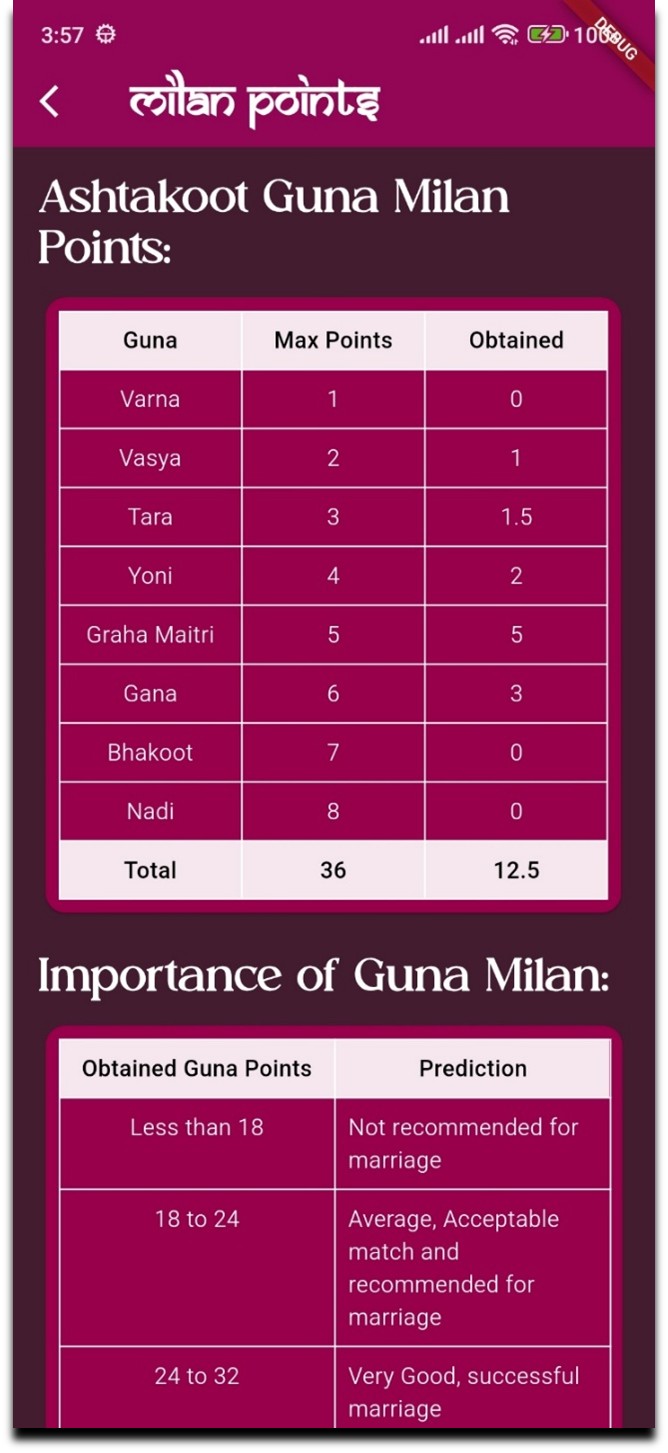 3:57
DEBUG
milan points
Ashtakoot Guna Milan
Points:
Guna Max Points Obtained
Varna 1 0
Vasya 2 1
Tara 3 1.5
Yoni 4 2
Graha Maitri 5 5
Gana 6 3
Bhakoot 7 0
Nadi 8 0
Total 36 12.5
Importance of Guna Milan:
Obtained Guna Points Prediction
Less than 18 Not recommended for
marriage
18 to 24 Average, Acceptable
match and
recommended for
marriage
24 to 32 Very Good, successful
marriage